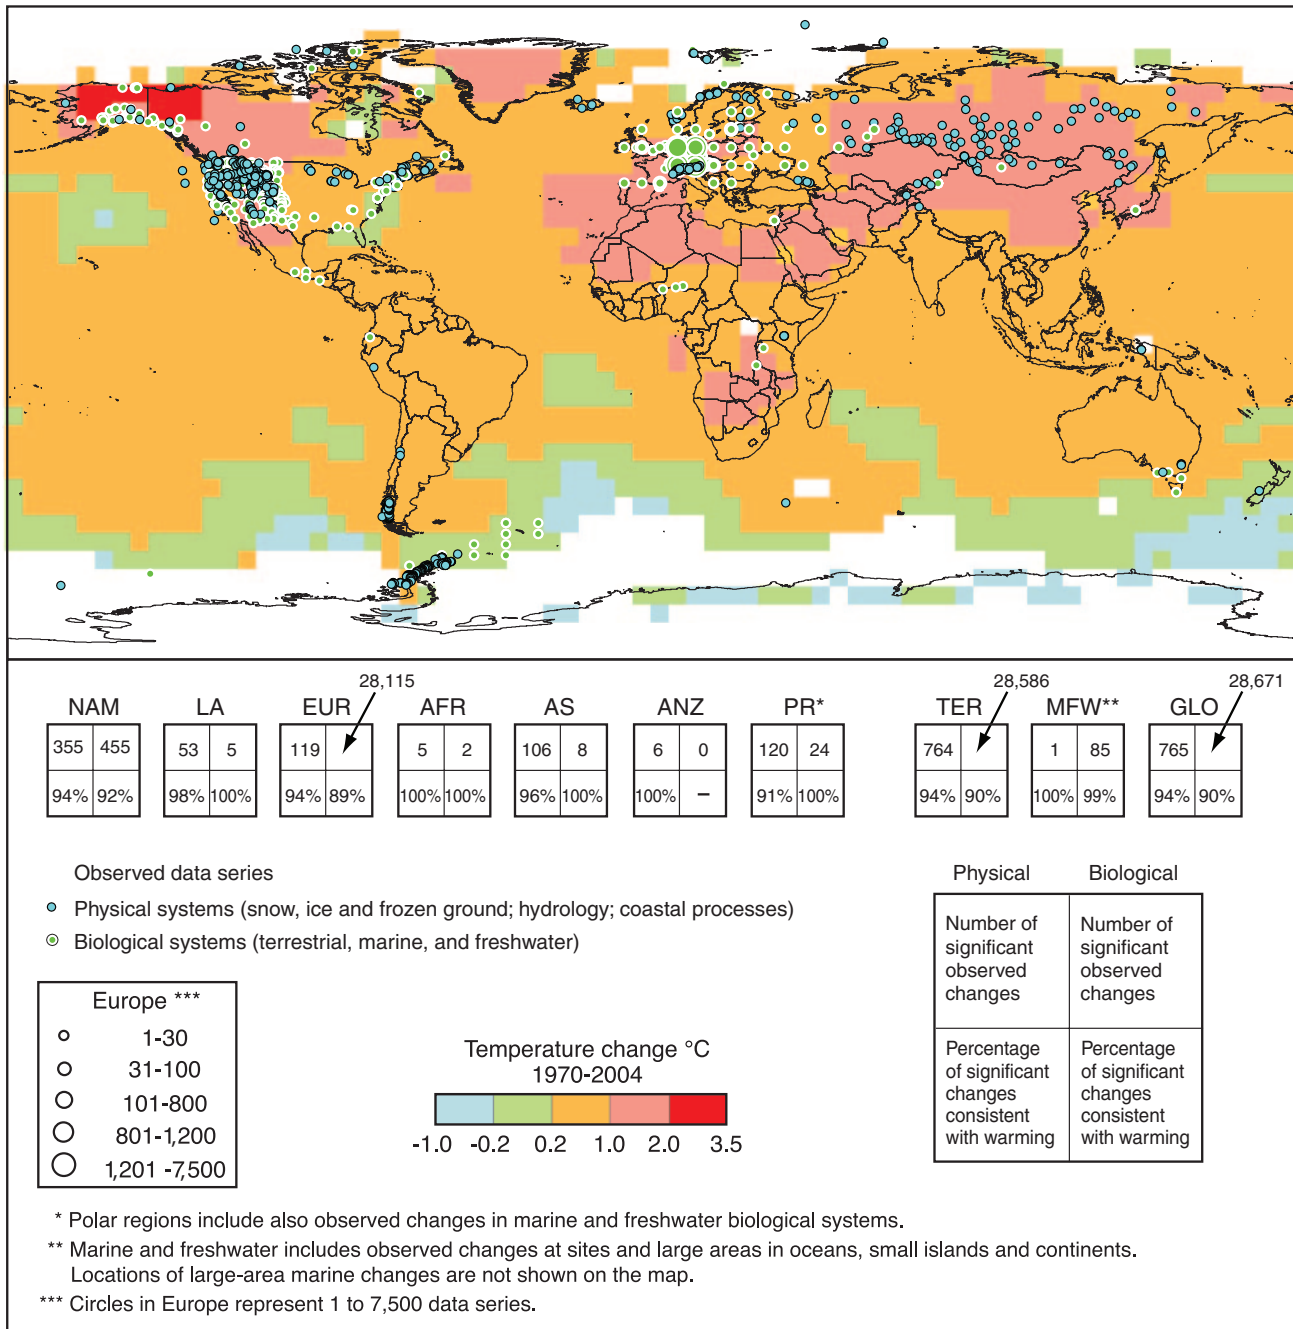 28,115
28,586
28,671
NAM
LA
EUR
AFR
AS
ANZ
PR*
TER
MFW**
GLO
355 455
53 5
119
5 2
106 8
6 0
120 24
764
1 85
765
94% 92%
98% 100%
94% 89%
100% 100%
96% 100%
100% –
91% 100%
94% 90%
100% 99%
94% 90%
Observed data series
Physical systems (snow, ice and frozen ground; hydrology; coastal processes)
Biological systems (terrestrial, marine, and freshwater)
Europe ***
1-30
31-100
101-800
801-1,200
1,201 -7,500
Temperature change °C
1970-2004
-1.0 -0.2 0.2 1.0 2.0 3.5
Physical
Biological
Number of
significant
observed
changes
Number of
significant
observed
changes
Percentage
of significant
changes
consistent
with warming
Percentage
of significant
changes
consistent
with warming
* Polar regions include also observed changes in marine and freshwater biological systems.
** Marine and freshwater includes observed changes at sites and large areas in oceans, small islands and continents.
Locations of large-area marine changes are not shown on the map.
*** Circles in Europe represent 1 to 7,500 data series.